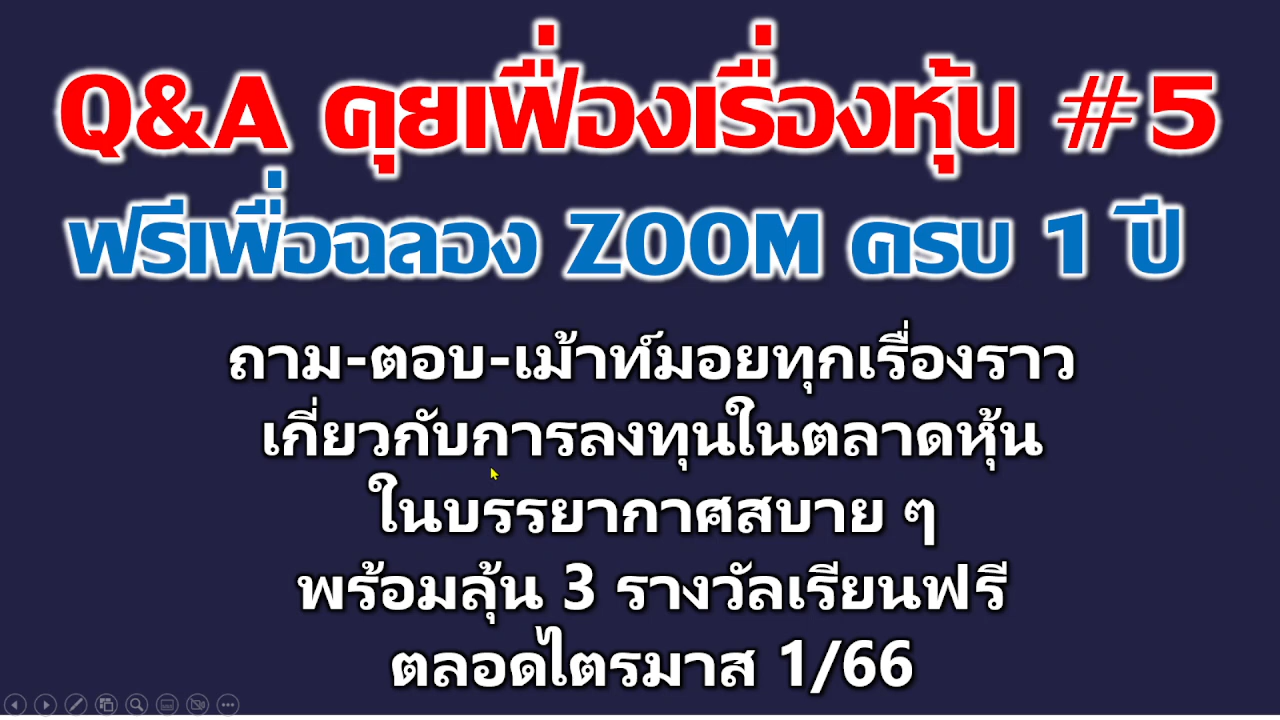 Q&A คุยเฟื่องเรื่องหุ้น #5
ฟรีเพื่อฉลอง ZOOM ครบ 1 ปี
ถาม-ตอบ-เม้าท์มอยทุกเรื่องราว
เกี่ยวกับการลงทุนในตลาดหุ้น
ในบรรยากาศสบาย ๆ
พร้อมลุ้น 3 รางวัลเรียนฟรี
ตลอดไตรมาส 1/66